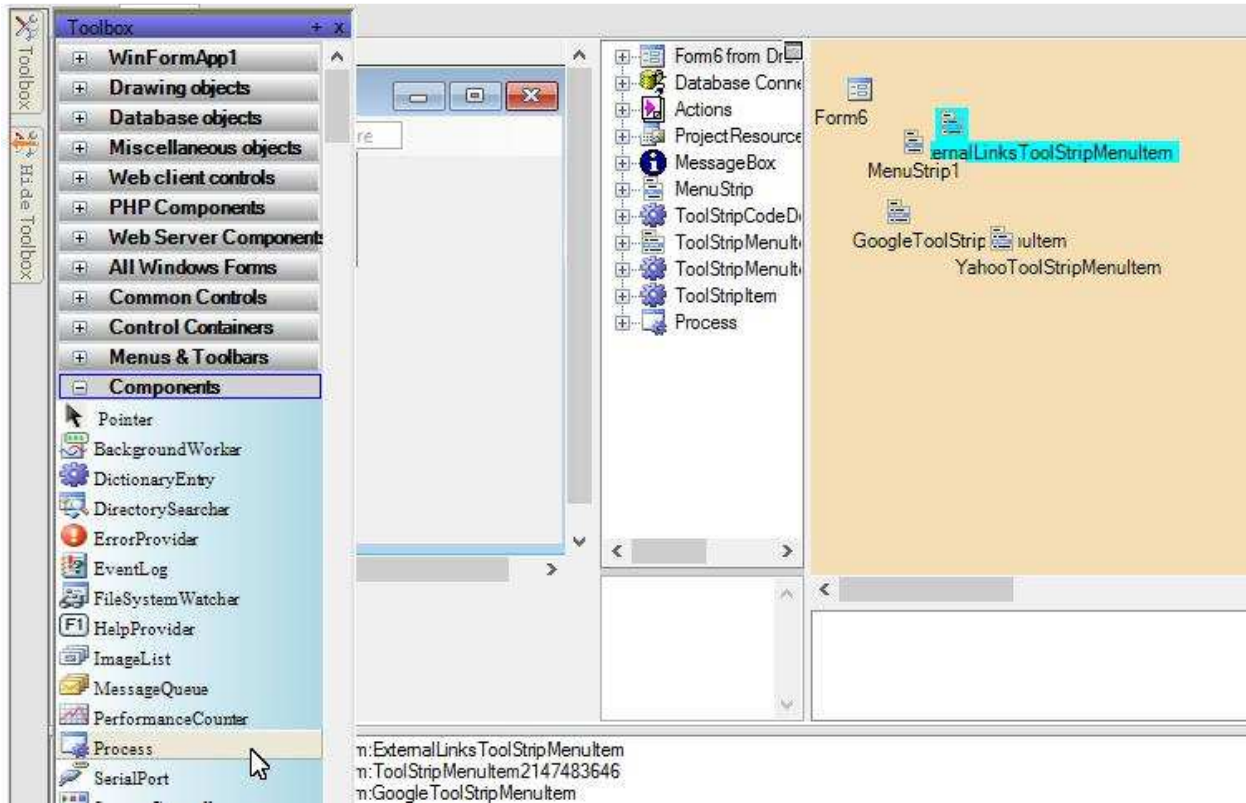 Toolbox
Hide Toolbox
Toolbox + x
WinFormApp1
Drawing objects
Database objects
Miscellaneous objects
Web client controls
PHP Components
Web Server Components
All Windows Forms
Common Controls
Control Containers
Menus & Toolbars
Components
Pointer
BackgroundWorker
DictionaryEntry
DirectorySearcher
ErrorProvider
EventLog
FileSystemWatcher
F1 HelpProvider
ImageList
MessageQueue
PerformanceCounter
Process
SerialPort
re
Form6 from Dr
Database Conne
Actions
ProjectResource
MessageBox
MenuStrip
ToolStripCodeD
ToolStripMenuIt
ToolStripMenuIt
ToolStripItem
Process
Form6
ernalLinksToolStripMenuItem
MenuStrip1
GoogleToolStrip uItem
YahooToolStripMenuItem
m:ExternalLinksToolStripMenuItem
m:ToolStripMenuItem2147483646
m:GoogleToolStripMenuItem